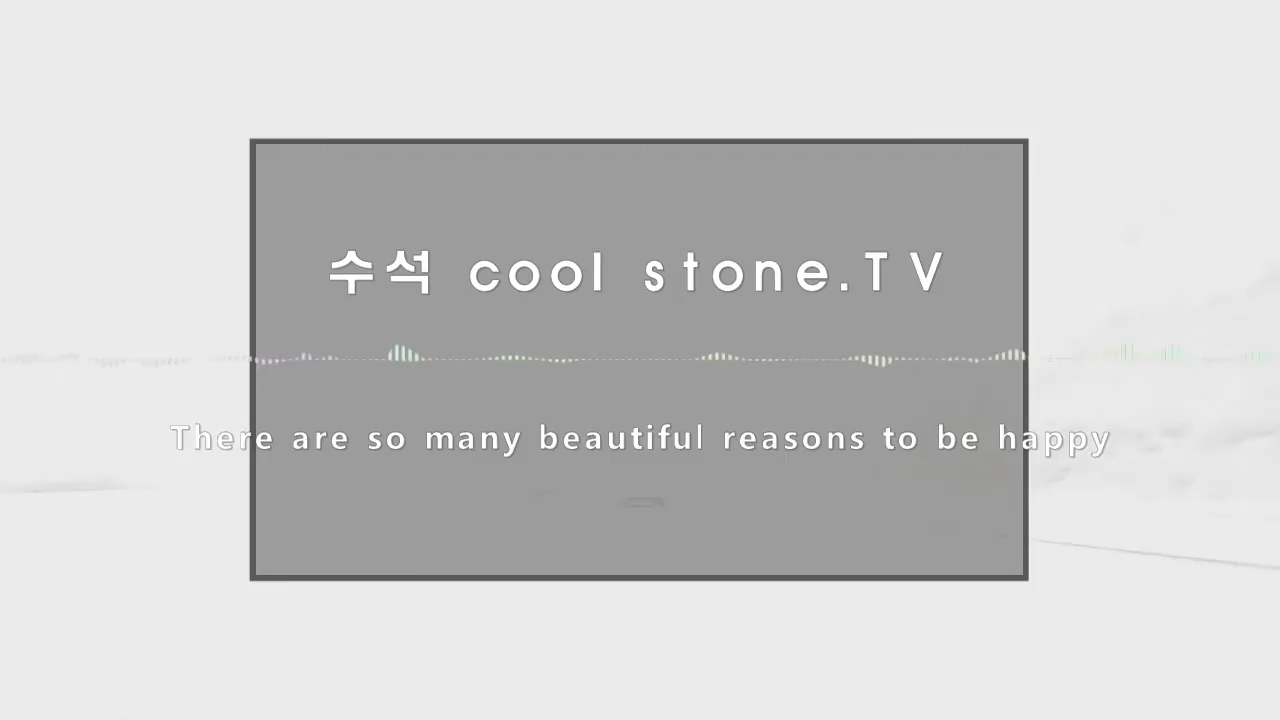 수석 cool stone.TV
There are so many beautiful reasons to be happy